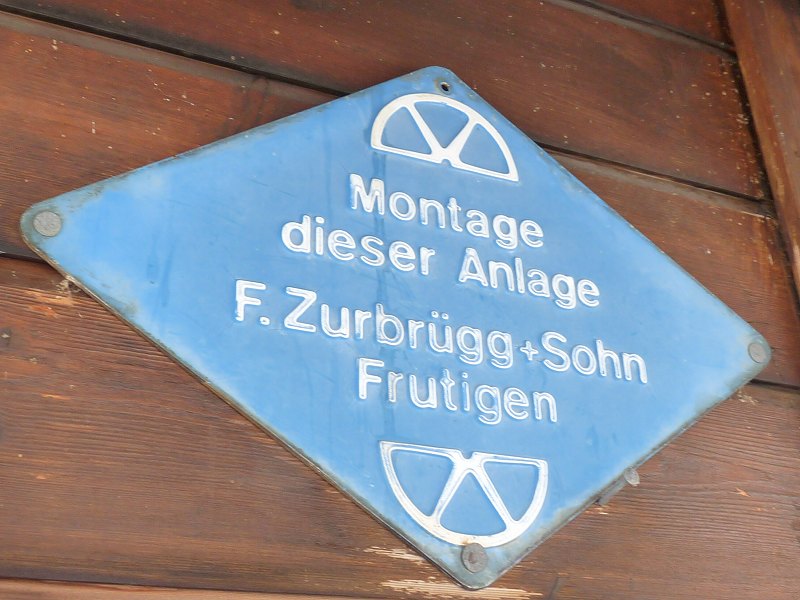 Montage
dieser Anlage
F. Zurbrügg+Sohn
Frutigen